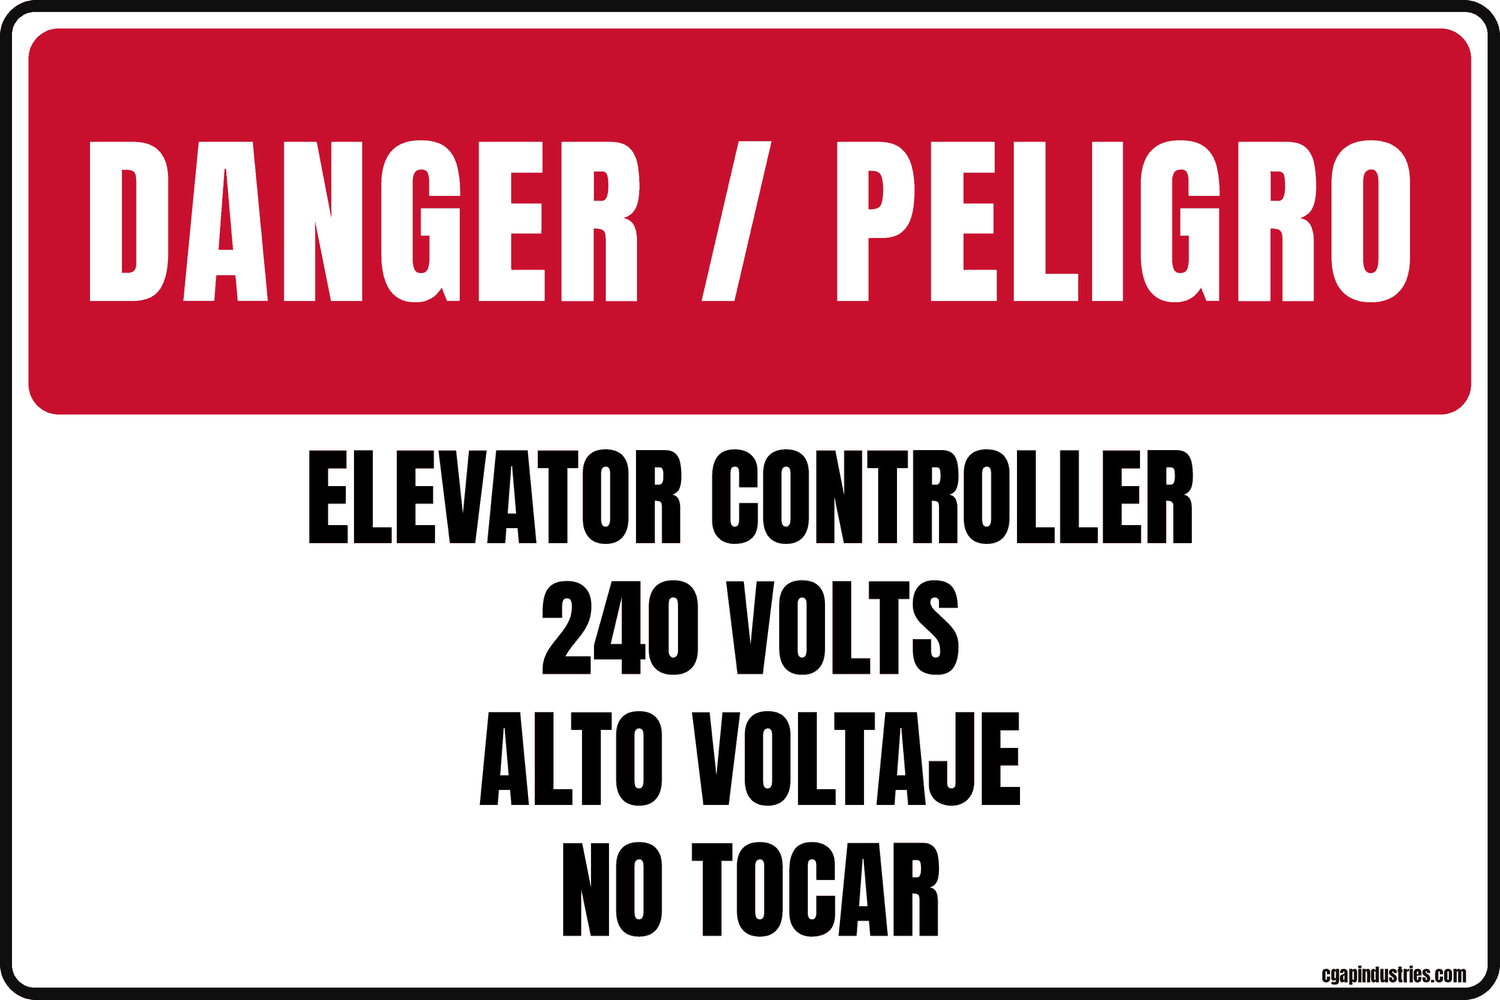 DANGER / PELIGRO
ELEVATOR CONTROLLER
240 VOLTS
ALTO VOLTAJE
NO TOCAR
cgapindustries.com